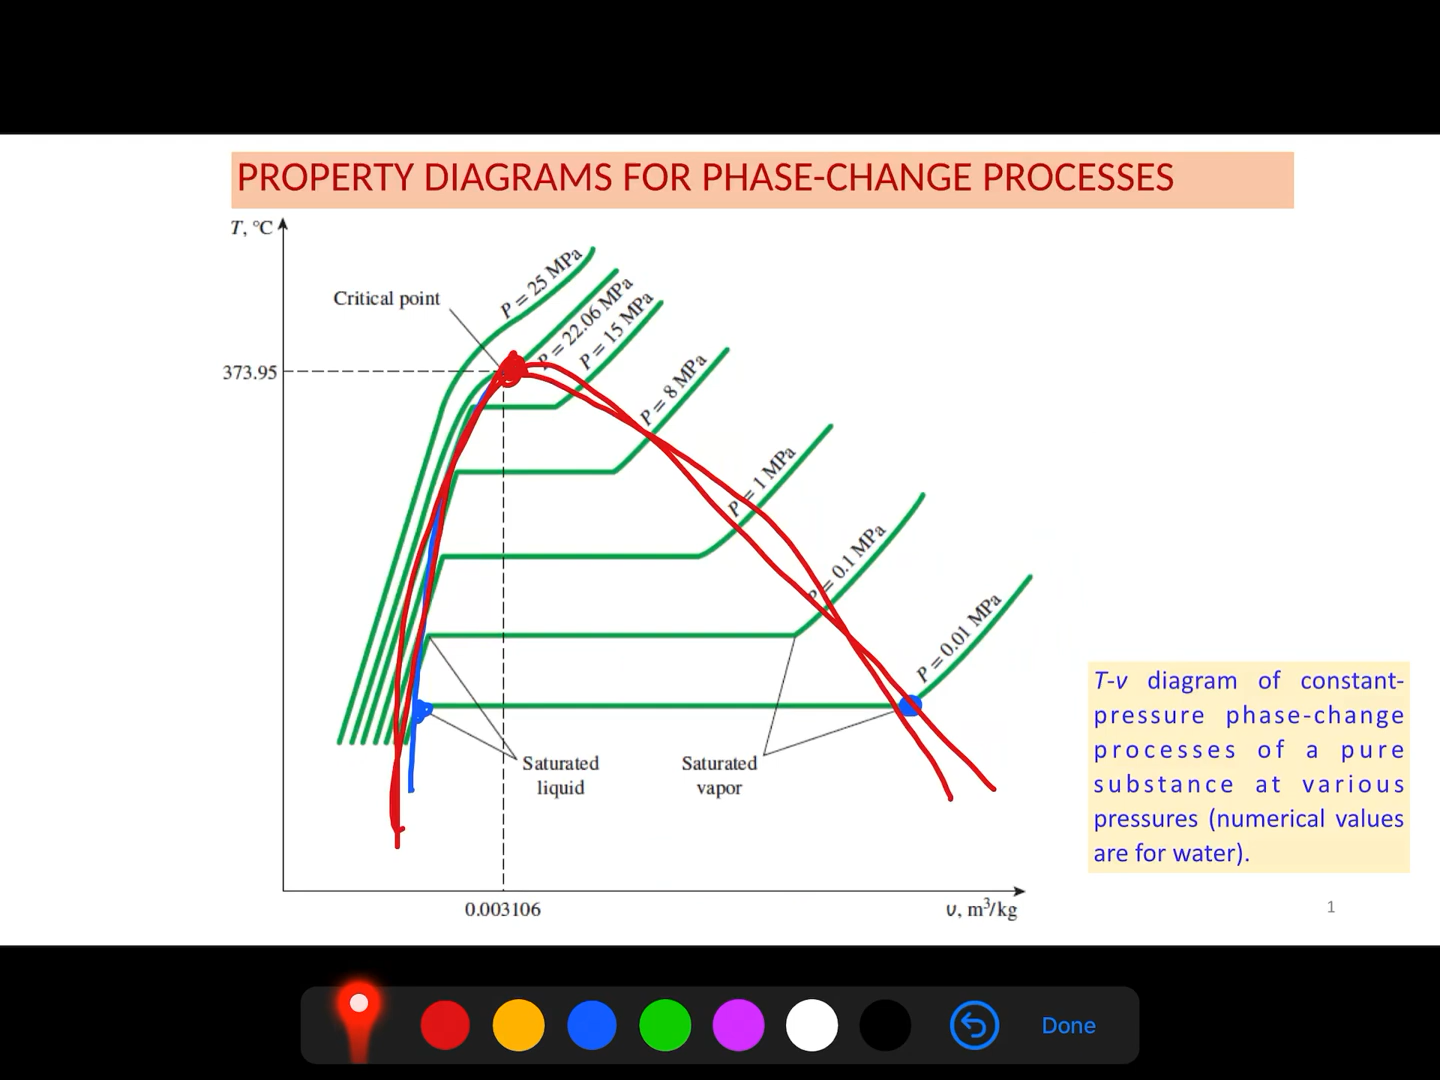 PROPERTY DIAGRAMS FOR PHASE-CHANGE PROCESSES
T, °C
Critical point
373.95
P = 25 MPa
P = 22.06 MPa
P = 15 MPa
P = 8 MPa
P = 1 MPa
P = 0.1 MPa
P = 0.01 MPa
Saturated
liquid
Saturated
vapor
0.003106
υ, m³/kg
T-v diagram of constant-
pressure phase-change
processes of a pure
substance at various
pressures (numerical values
are for water).
1
Done